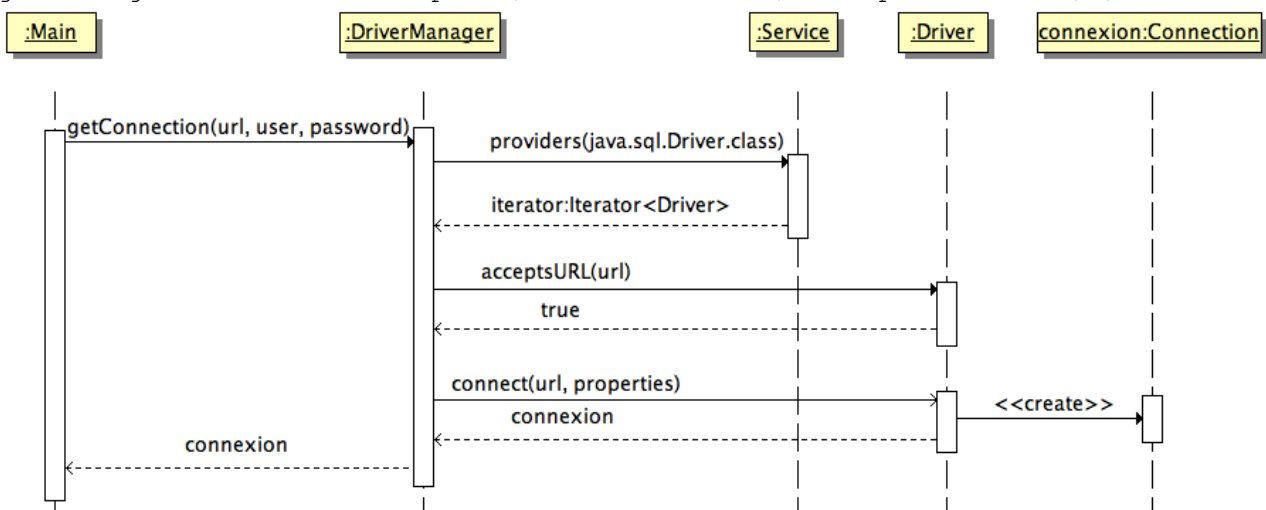 :Main
:DriverManager
:Service
:Driver
connexion:Connection
getConnection(url, user, password)
providers(java.sql.Driver.class)
iterator:Iterator<Driver>
acceptsURL(url)
true
connect(url, properties)
<<create>>
connexion
connexion